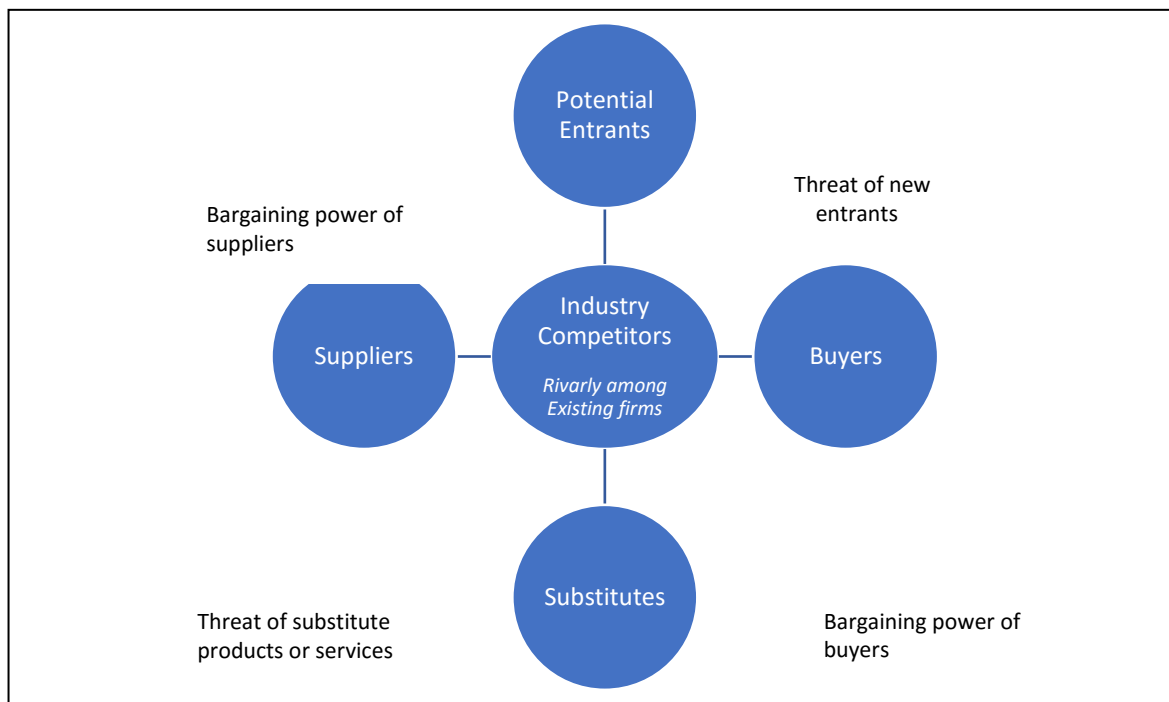 Potential
Entrants
Threat of new
entrants
Bargaining power of
suppliers
Industry
Competitors
Rivarly among
Existing firms
Suppliers
Buyers
Substitutes
Threat of substitute
products or services
Bargaining power of
buyers